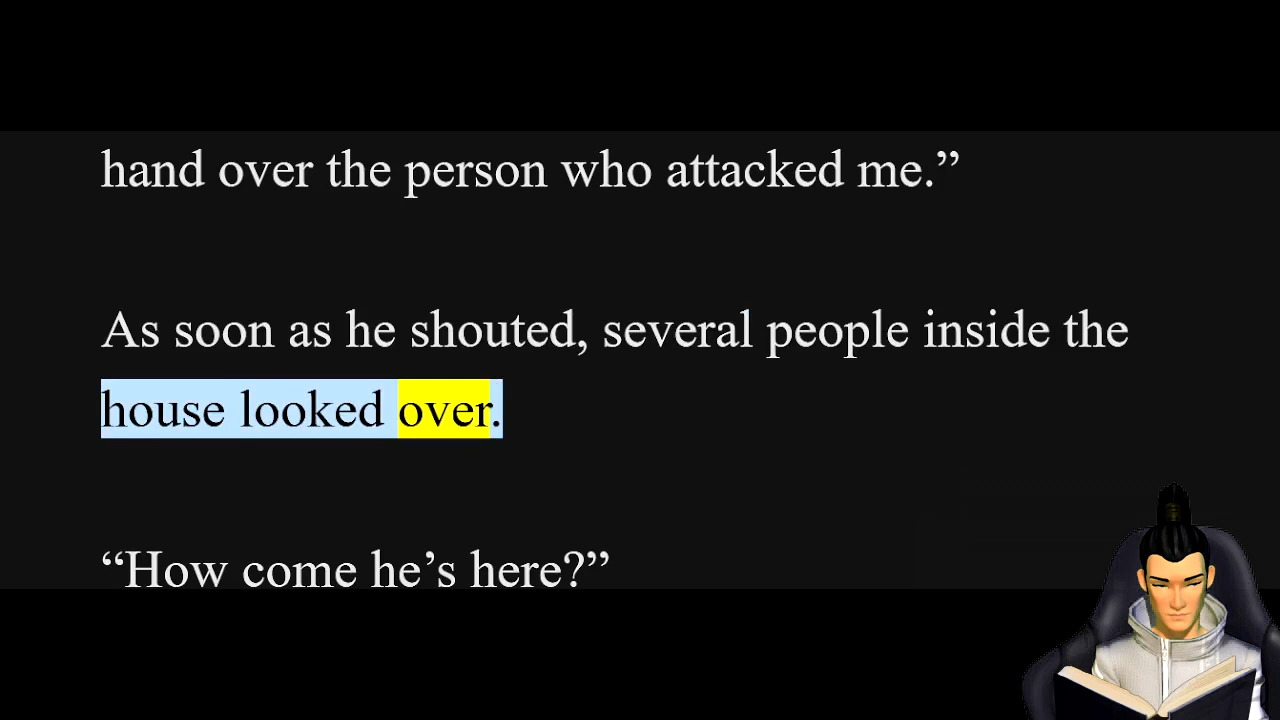 hand over the person who attacked me.”
As soon as he shouted, several people inside the
house looked over.
“How come he’s here?”